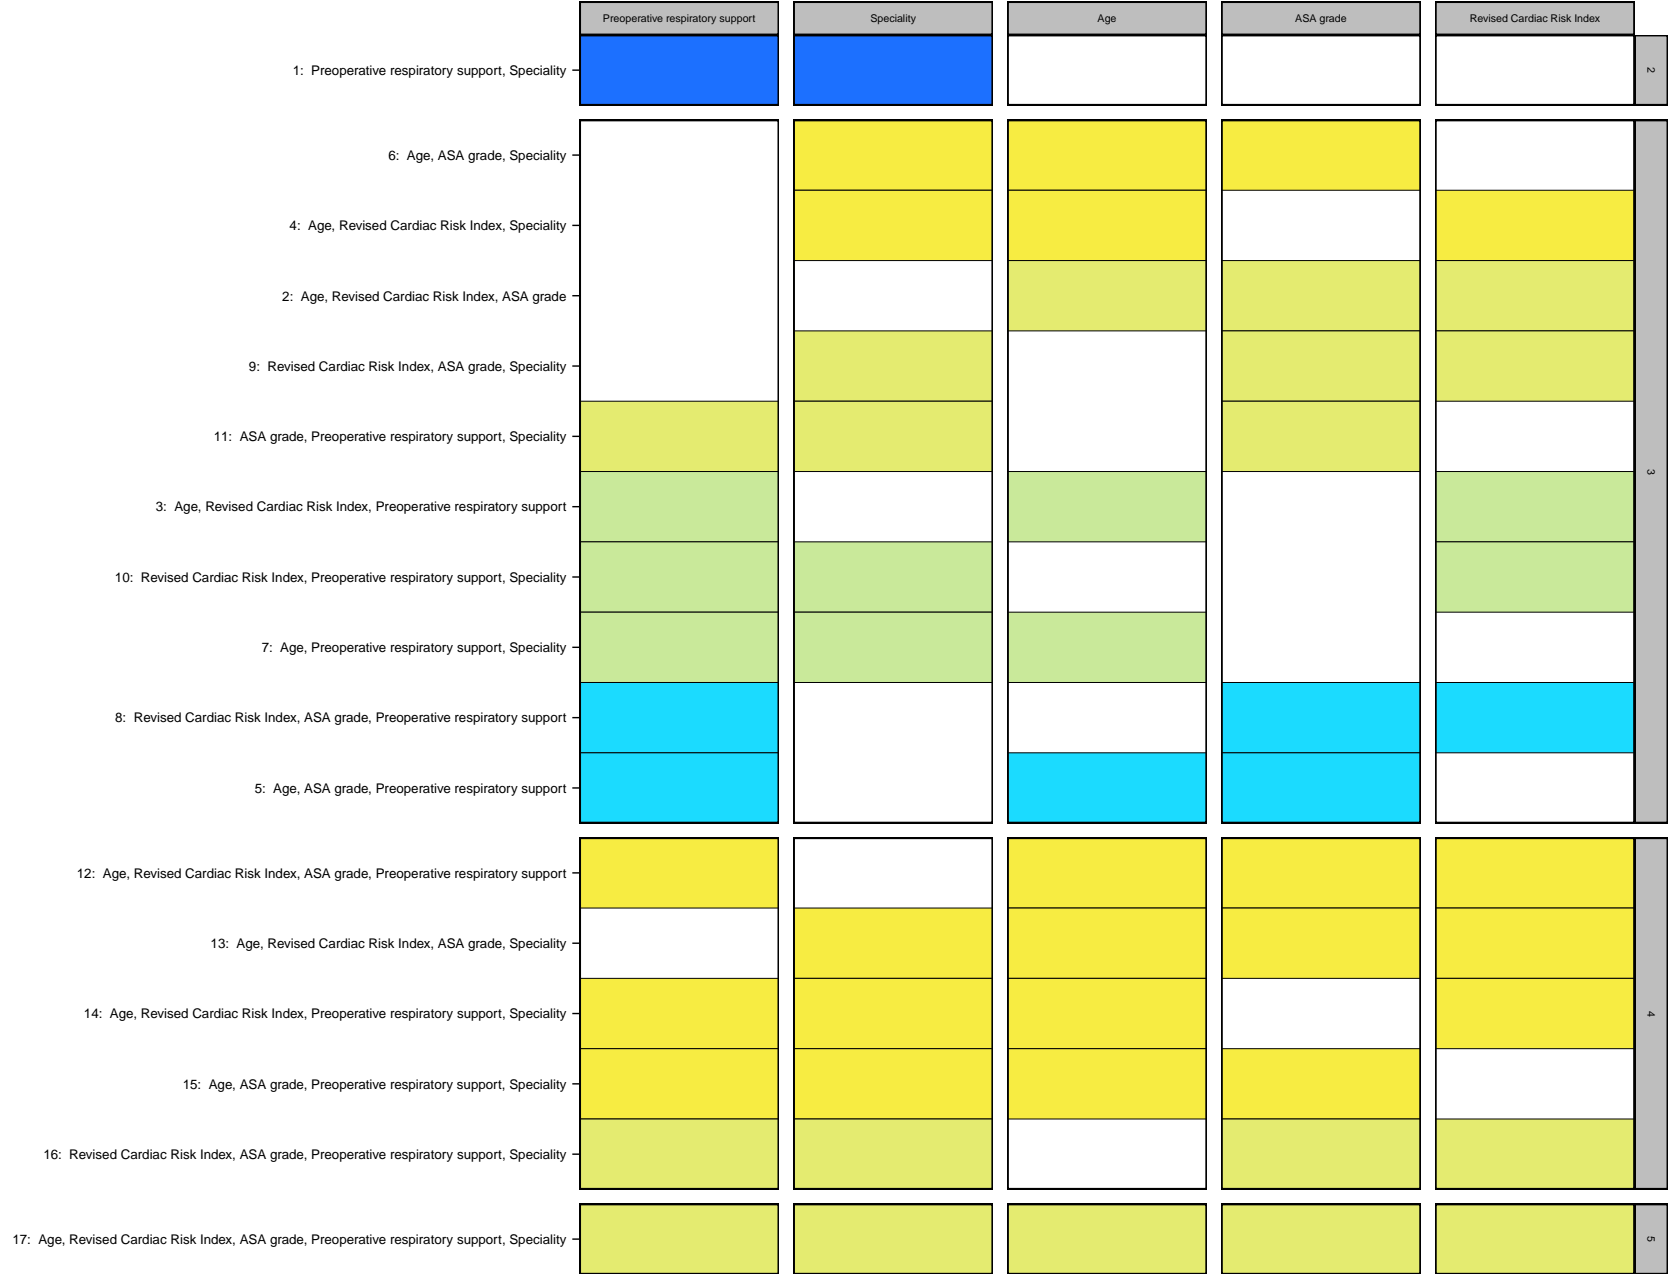 Preoperative respiratory support
Speciality
Age
ASA grade
Revised Cardiac Risk Index
1: Preoperative respiratory support, Speciality
2
6: Age, ASA grade, Speciality
4: Age, Revised Cardiac Risk Index, Speciality
2: Age, Revised Cardiac Risk Index, ASA grade
9: Revised Cardiac Risk Index, ASA grade, Speciality
11: ASA grade, Preoperative respiratory support, Speciality
3
3: Age, Revised Cardiac Risk Index, Preoperative respiratory support
10: Revised Cardiac Risk Index, Preoperative respiratory support, Speciality
7: Age, Preoperative respiratory support, Speciality
8: Revised Cardiac Risk Index, ASA grade, Preoperative respiratory support
5: Age, ASA grade, Preoperative respiratory support
12: Age, Revised Cardiac Risk Index, ASA grade, Preoperative respiratory support
13: Age, Revised Cardiac Risk Index, ASA grade, Speciality
14: Age, Revised Cardiac Risk Index, Preoperative respiratory support, Speciality
4
15: Age, ASA grade, Preoperative respiratory support, Speciality
16: Revised Cardiac Risk Index, ASA grade, Preoperative respiratory support, Speciality
17: Age, Revised Cardiac Risk Index, ASA grade, Preoperative respiratory support, Speciality
5